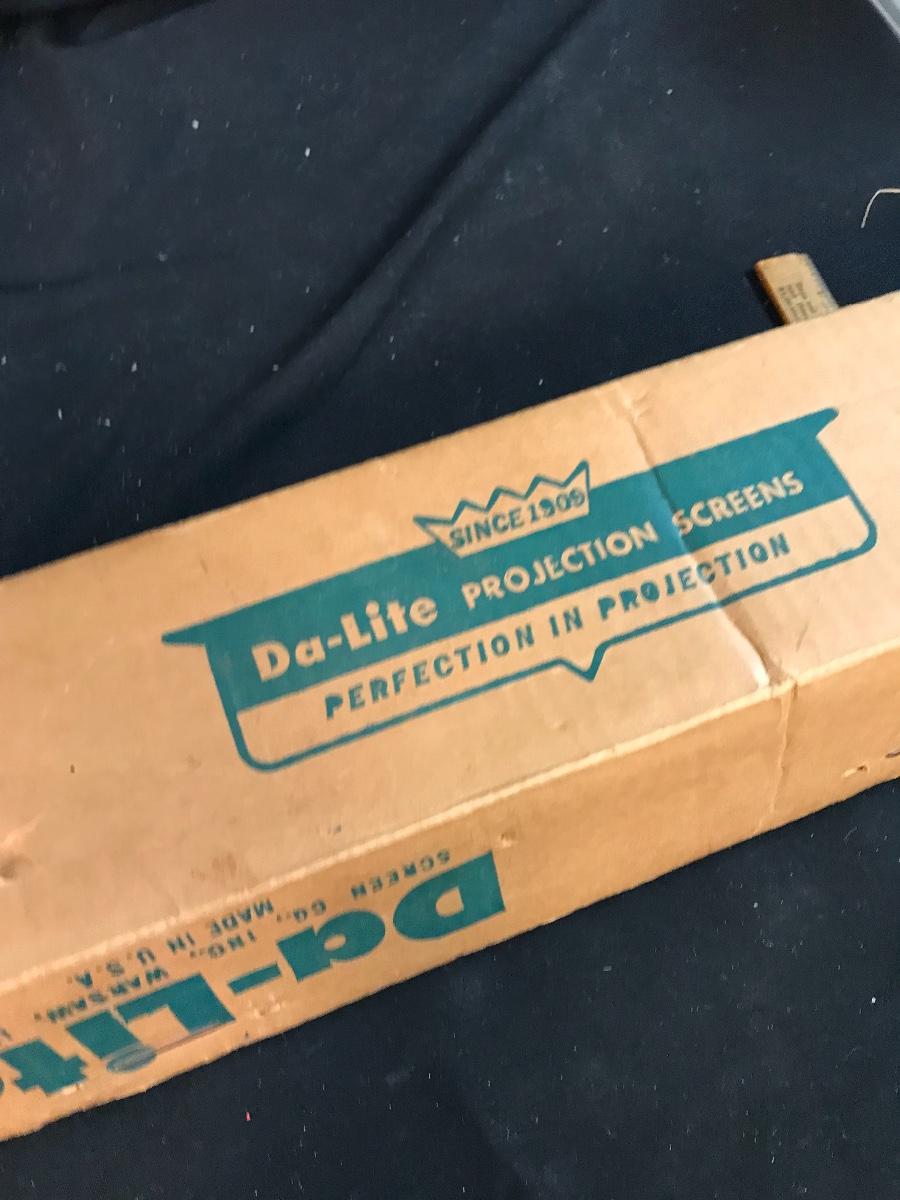 SINCE 1909
Da-Lite PROJECTION SCREENS
PERFECTION IN PROJECTION
Da-Lite
SCREEN CO., INC., WARSAW,
MADE IN U.S.A.